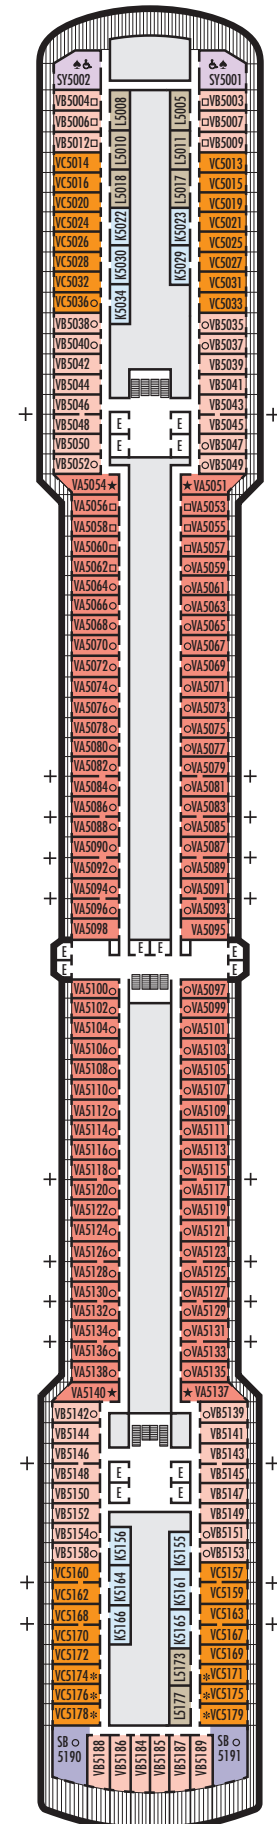 ♠♿ ♿♠
SY5002 SY5001
VB5004□ L5008 L5005 □VB5003
VB5006□ □VB5007
VB5012□ L5010 L5011 □VB5009
VC5014 VC5013
VC5016 L5018 L5017 VC5015
VC5020 VC5019
VC5024 K5022 K5023 VC5021
VC5026 VC5025
VC5028 K5030 K5029 VC5027
VC5032 VC5031
VC5036○ K5034 VC5033
VB5038○ ○VB5035
VB5040○ ○VB5037
VB5042 VB5039
VB5044 VB5041
VB5046 VB5043
VB5048 E E VB5045
VB5050 E E ○VB5047
VB5052○ ○VB5049
VA5054★ ★VA5051
VA5056□ □VA5053
VA5058□ □VA5055
VA5060□ □VA5057
VA5062□ ○VA5059
VA5064○ ○VA5061
VA5066○ ○VA5063
VA5068○ ○VA5065
VA5070○ ○VA5067
VA5072○ ○VA5069
VA5074○ ○VA5071
VA5076○ ○VA5073
VA5078○ ○VA5075
VA5080○ ○VA5077
VA5082○ ○VA5079
VA5084○ ○VA5081
VA5086○ ○VA5083
VA5088○ ○VA5085
VA5090○ ○VA5087
VA5092○ ○VA5089
VA5094○ ○VA5091
VA5096○ ○VA5093
VA5098 VA5095
E E E E
E E
VA5100○ ○VA5097
VA5102○ ○VA5099
VA5104○ ○VA5101
VA5106○ ○VA5103
VA5108○ ○VA5105
VA5110○ ○VA5107
VA5112○ ○VA5109
VA5114○ ○VA5111
VA5116○ ○VA5113
VA5118○ ○VA5115
VA5120○ ○VA5117
VA5122○ ○VA5119
VA5124○ ○VA5121
VA5126○ ○VA5123
VA5128○ ○VA5125
VA5130○ ○VA5127
VA5132○ ○VA5129
VA5134○ ○VA5131
VA5136○ ○VA5133
VA5138○ ○VA5135
VA5140★ ★VA5137
VB5142○ ○VB5139
VB5144 VB5141
VB5146 VB5143
VB5148 E E VB5145
VB5150 E E VB5147
VB5152 VB5149
VB5154○ K5156 K5155 ○VB5151
VB5158○ ○VB5153
VC5160 K5164 K5161 VC5157
VC5162 VC5159
VC5168 K5166 K5165 VC5163
VC5170 VC5167
VC5172 L5173 VC5169
VC5174✻ ✻VC5171
VC5176✻ L5177 ✻VC5175
VC5178✻ ✻VC5179
SB○ VB5188 VB5186 VB5184 VB5185 VB5187 VB5189 SB○
5190 5191